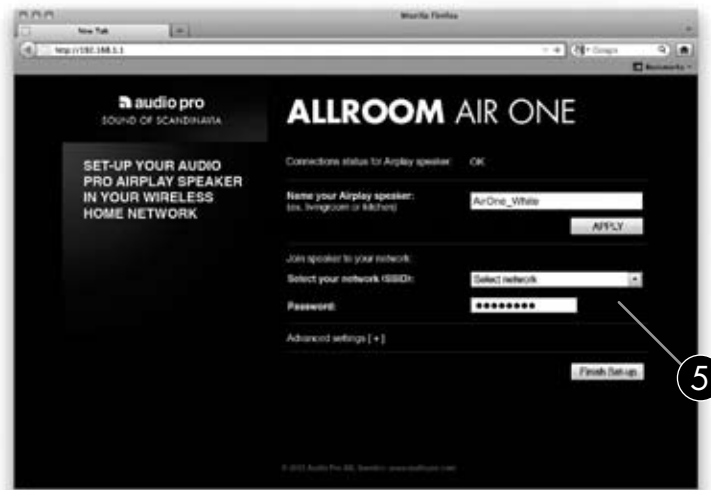 Mozilla Firefox
New Tab
http://192.168.1.1
Google
Bookmarks
audio pro
SOUND OF SCANDINAVIA
ALLROOM AIR ONE
SET-UP YOUR AUDIO
PRO AIRPLAY SPEAKER
IN YOUR WIRELESS
HOME NETWORK
Connections status for Airplay speaker: OK
Name your Airplay speaker: AirOne_White
(ex. livingroom or kitchen)
APPLY
Join speaker to your network
Select your network (SSID): Select network
Password:
Advanced settings [+]
Finish Set-up
5